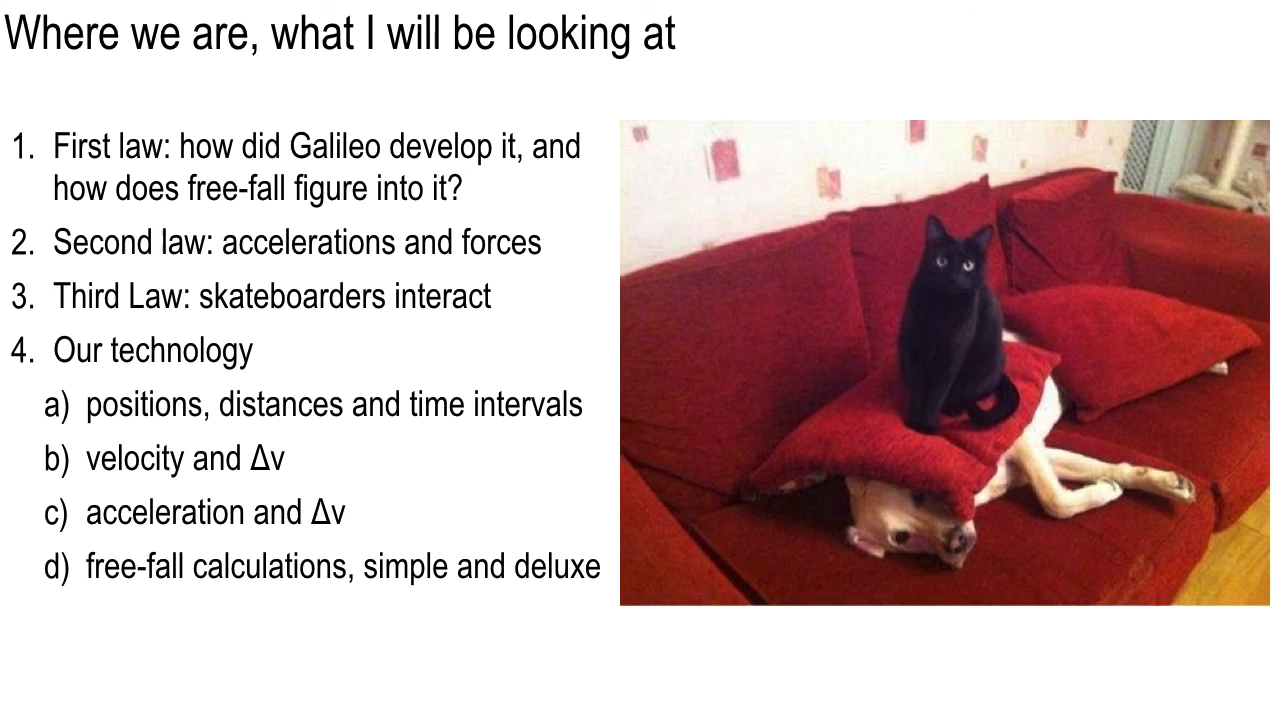 Where we are, what I will be looking at
1. First law: how did Galileo develop it, and
how does free-fall figure into it?
2. Second law: accelerations and forces
3. Third Law: skateboarders interact
4. Our technology
a) positions, distances and time intervals
b) velocity and Δv
c) acceleration and Δv
d) free-fall calculations, simple and deluxe